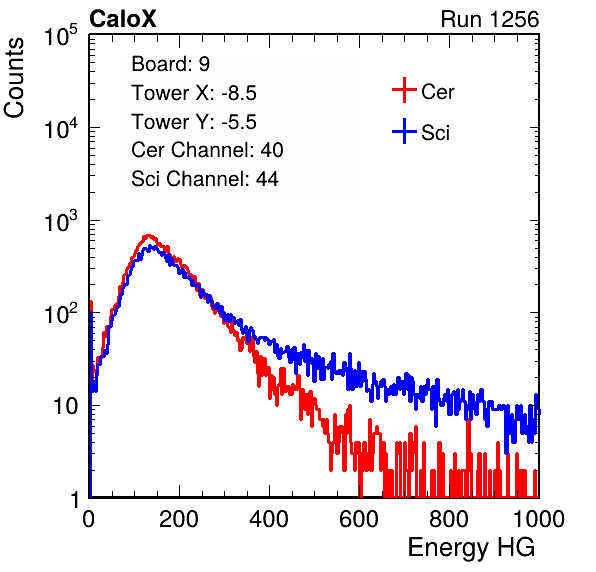 CaloX Run 1256
Counts
10^5
10^4
10^3
10^2
10
1
Board: 9
Tower X: -8.5
Tower Y: -5.5
Cer Channel: 40
Sci Channel: 44
Cer
Sci
0 200 400 600 800 1000
Energy HG